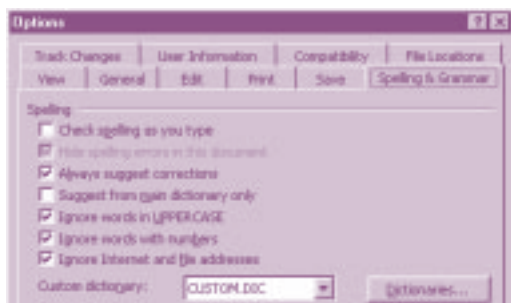 Options
Track Changes User Information Compatibility File Locations
View General Edit Print Save Spelling & Grammar
Spelling
Check spelling as you type
Hide spelling errors in this document
Always suggest corrections
Suggest from main dictionary only
Ignore words in UPPERCASE
Ignore words with numbers
Ignore Internet and file addresses
Custom dictionary: CUSTOM.DIC Dictionaries...